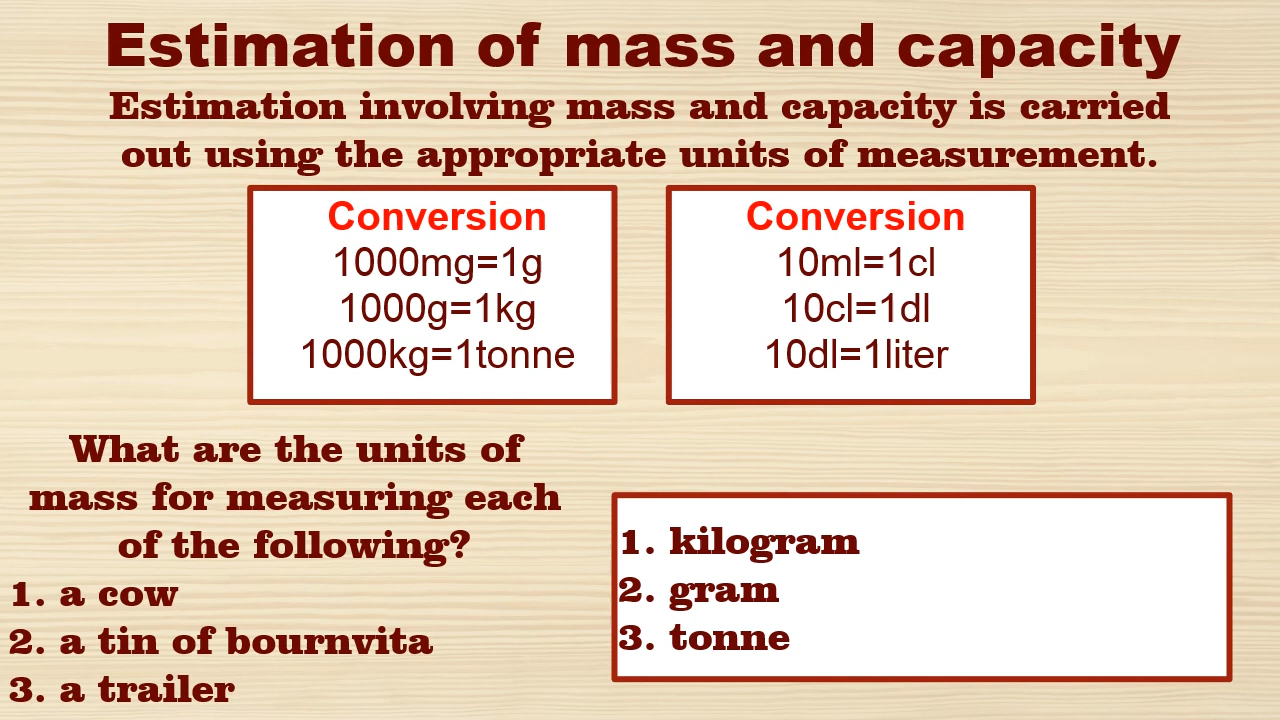 Estimation of mass and capacity
Estimation involving mass and capacity is carried
out using the appropriate units of measurement.
Conversion
1000mg=1g
1000g=1kg
1000kg=1tonne
Conversion
10ml=1cl
10cl=1dl
10dl=1liter
What are the units of
mass for measuring each
of the following?
1. a cow
2. a tin of bournvita
3. a trailer
1. kilogram
2. gram
3. tonne